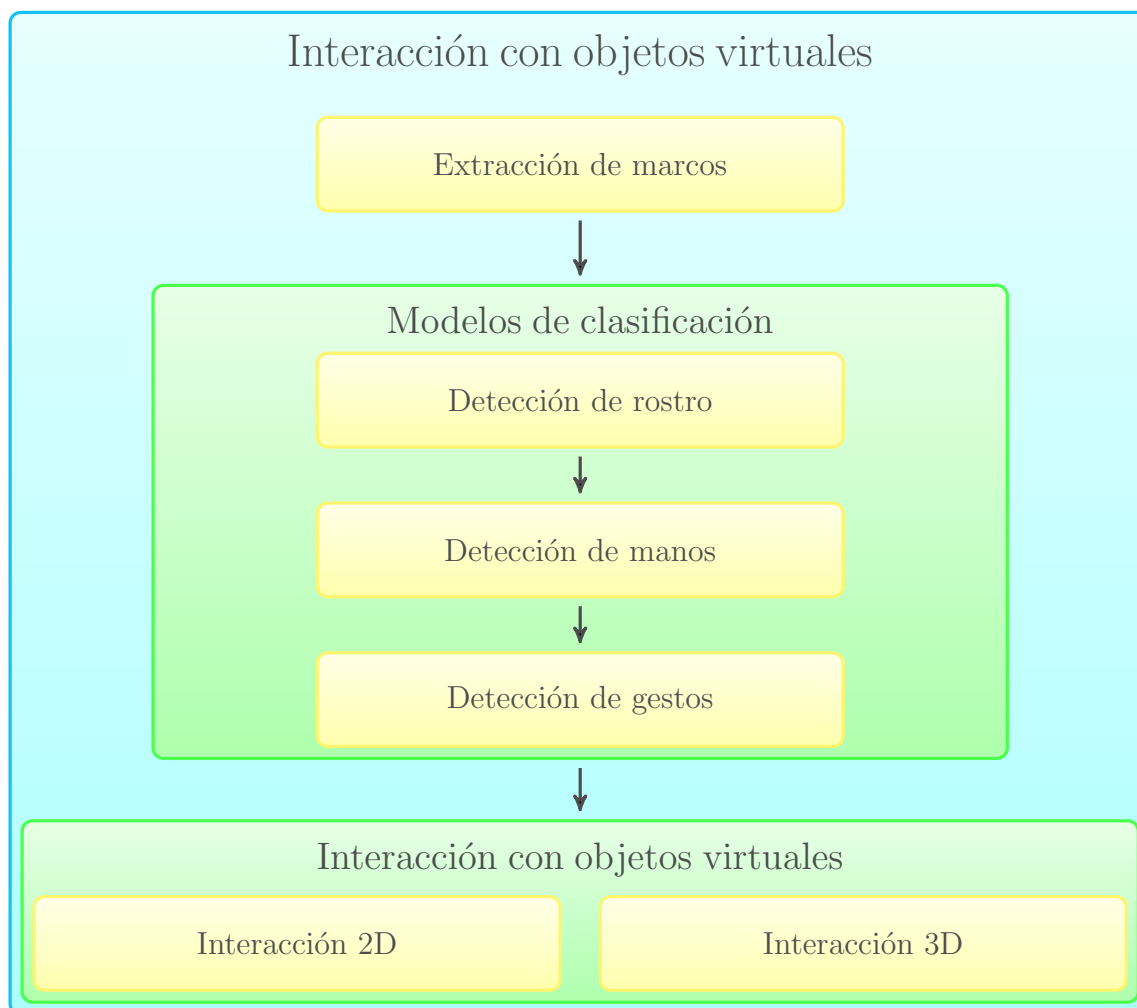 Interacción con objetos virtuales
Extracción de marcos
Modelos de clasificación
Detección de rostro
Detección de manos
Detección de gestos
Interacción con objetos virtuales
Interacción 2D
Interacción 3D